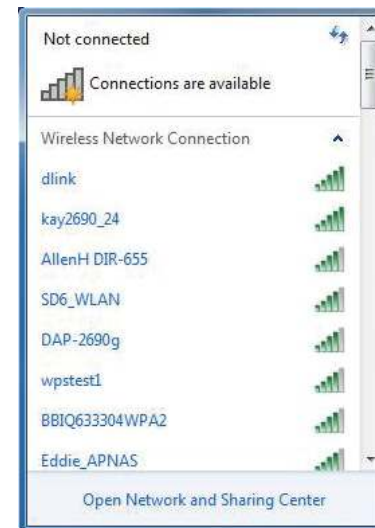 Not connected
Connections are available
Wireless Network Connection
dlink
kay2690_24
AllenH DIR-655
SD6_WLAN
DAP-2690g
wpstest1
BBIQ633304WPA2
Eddie_APNAS
Open Network and Sharing Center